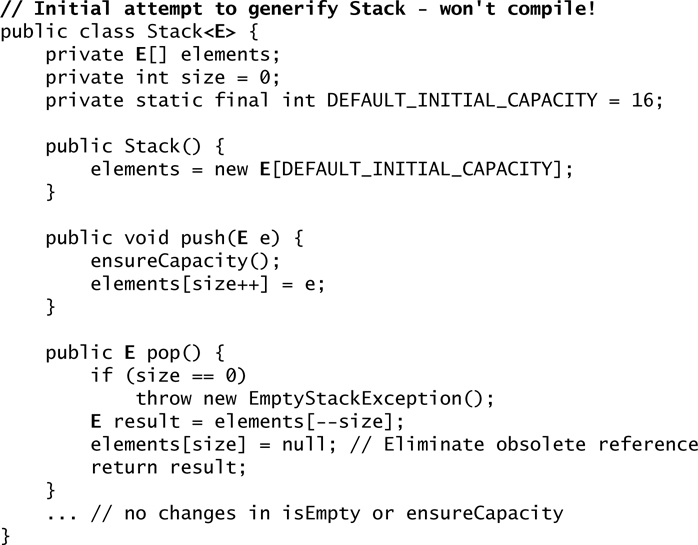 // Initial attempt to generify Stack - won't compile!
public class Stack<E> {
    private E[] elements;
    private int size = 0;
    private static final int DEFAULT_INITIAL_CAPACITY = 16;

    public Stack() {
        elements = new E[DEFAULT_INITIAL_CAPACITY];
    }

    public void push(E e) {
        ensureCapacity();
        elements[size++] = e;
    }

    public E pop() {
        if (size == 0)
            throw new EmptyStackException();
        E result = elements[--size];
        elements[size] = null; // Eliminate obsolete reference
        return result;
    }
    ... // no changes in isEmpty or ensureCapacity
}